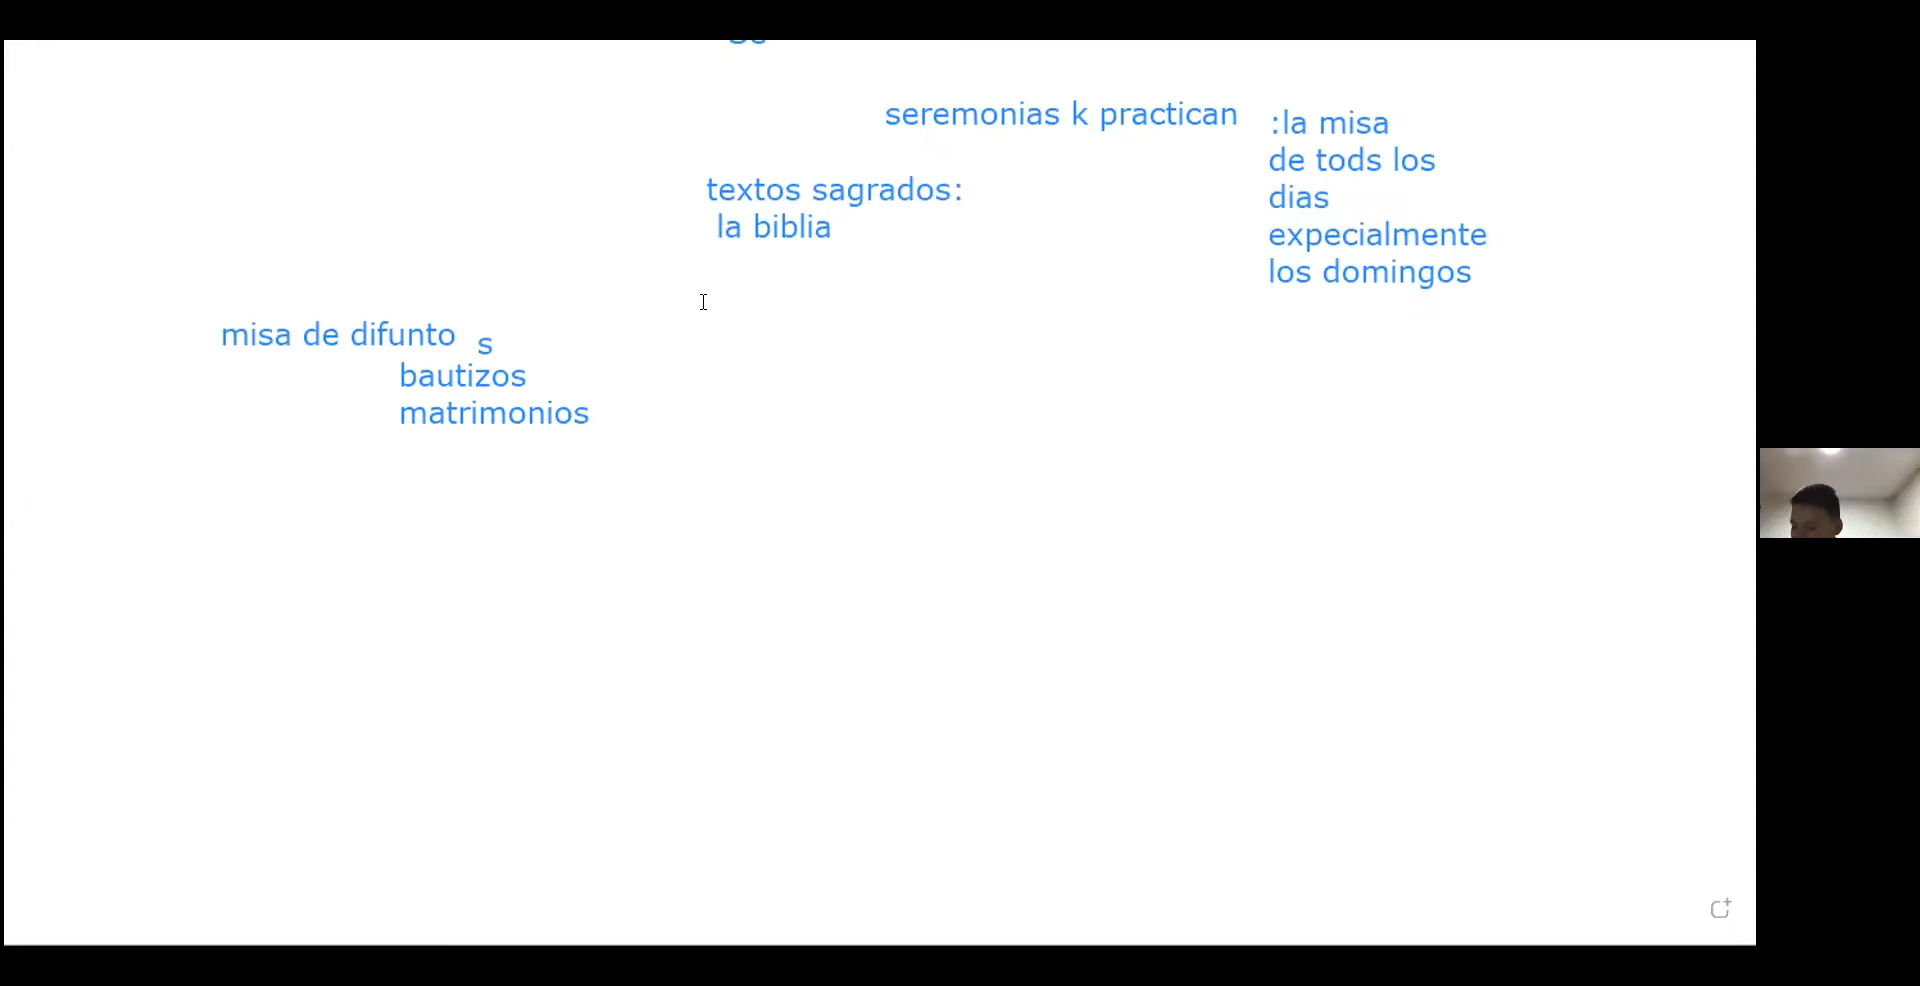 seremonias k practican
:la misa
de tods los
dias
expecialmente
los domingos
textos sagrados:
la biblia
misa de difunto s
bautizos
matrimonios